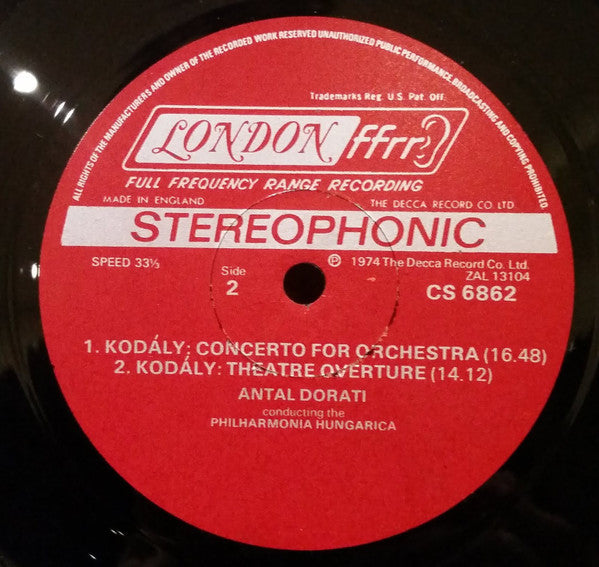 ALL RIGHTS OF THE MANUFACTURERS AND OWNER OF THE RECORDED WORK RESERVED UNAUTHORIZED PUBLIC PERFORMANCE, BROADCASTING AND COPYING PROHIBITED
Trademarks Reg. U.S. Pat. Off.
LONDON ffrr
FULL FREQUENCY RANGE RECORDING
MADE IN ENGLAND THE DECCA RECORD CO. LTD.
STEREOPHONIC
SPEED 33⅓ Side ℗ 1974 The Decca Record Co. Ltd.
ZAL 13104
2 CS 6862
1. KODÁLY: CONCERTO FOR ORCHESTRA (16.48)
2. KODÁLY: THEATRE OVERTURE (14.12)
ANTAL DORATI
conducting the
PHILHARMONIA HUNGARICA